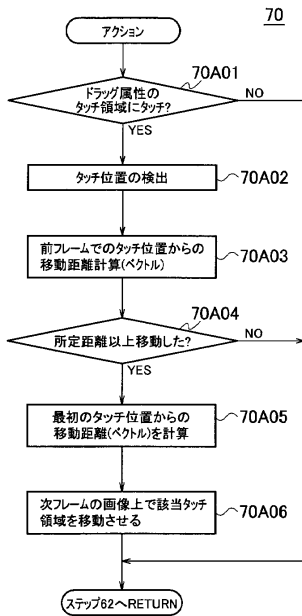 70
アクション
70A01
ドラッグ属性の
タッチ領域にタッチ?
NO
YES
タッチ位置の検出
70A02
前フレームでのタッチ位置からの
移動距離計算(ベクトル)
70A03
70A04
所定距離以上移動した?
NO
YES
最初のタッチ位置からの
移動距離(ベクトル)を計算
70A05
次フレームの画像上で該当タッチ
領域を移動させる
70A06
ステップ62へRETURN